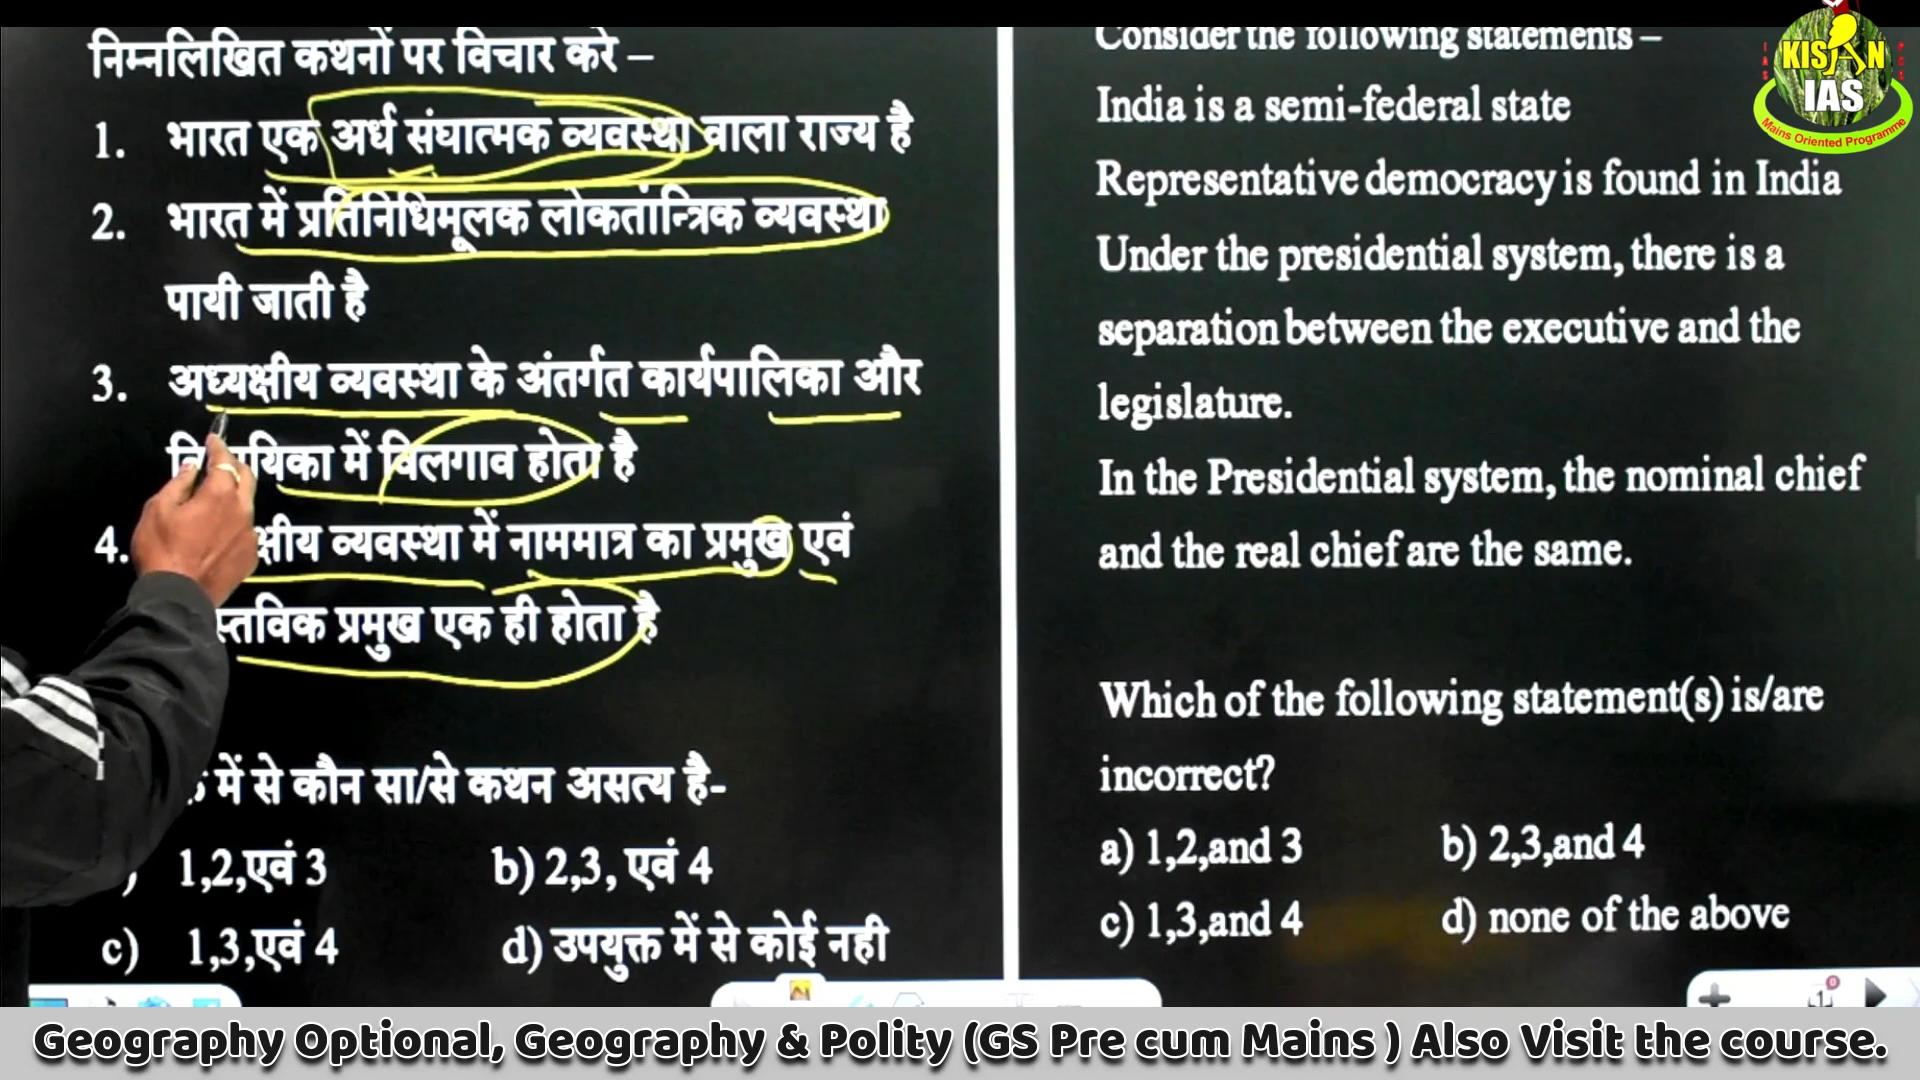 निम्नलिखित कथनों पर विचार करे –
1. भारत एक अर्ध संघात्मक व्यवस्था वाला राज्य है
2. भारत में प्रतिनिधिमूलक लोकतांन्त्रिक व्यवस्था
पायी जाती है
3. अध्यक्षीय व्यवस्था के अंतर्गत कार्यपालिका और
में विलगाव होता है
4. व्यवस्था में नाममात्र का प्रमुख एवं
प्रमुख एक ही होता है
में से कौन सा/से कथन असत्य है-
1,2,एवं 3 b) 2,3, एवं 4
c) 1,3,एवं 4 d) उपयुक्त में से कोई नही
Consider the following statements –
India is a semi-federal state
Representative democracy is found in India
Under the presidential system, there is a
separation between the executive and the
legislature.
In the Presidential system, the nominal chief
and the real chief are the same.
Which of the following statement(s) is/are
incorrect?
a) 1,2,and 3 b) 2,3,and 4
c) 1,3,and 4 d) none of the above
KISAN
IAS
Mains Oriented Programme
Geography Optional, Geography & Polity (GS Pre cum Mains ) Also Visit the course.